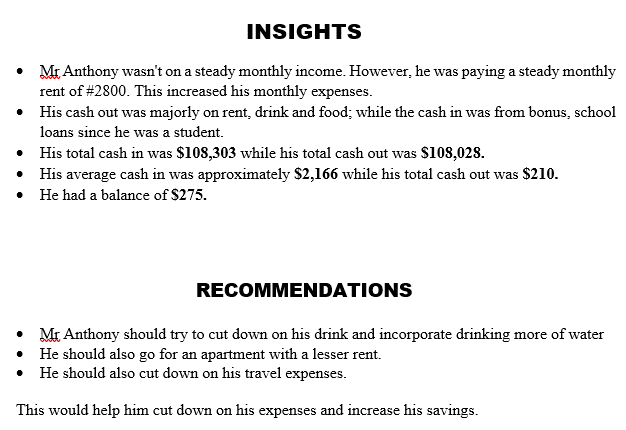 INSIGHTS
• Mr Anthony wasn't on a steady monthly income. However, he was paying a steady monthly
rent of #2800. This increased his monthly expenses.
• His cash out was majorly on rent, drink and food; while the cash in was from bonus, school
loans since he was a student.
• His total cash in was $108,303 while his total cash out was $108,028.
• His average cash in was approximately $2,166 while his total cash out was $210.
• He had a balance of $275.
RECOMMENDATIONS
• Mr Anthony should try to cut down on his drink and incorporate drinking more of water
• He should also go for an apartment with a lesser rent.
• He should also cut down on his travel expenses.
This would help him cut down on his expenses and increase his savings.